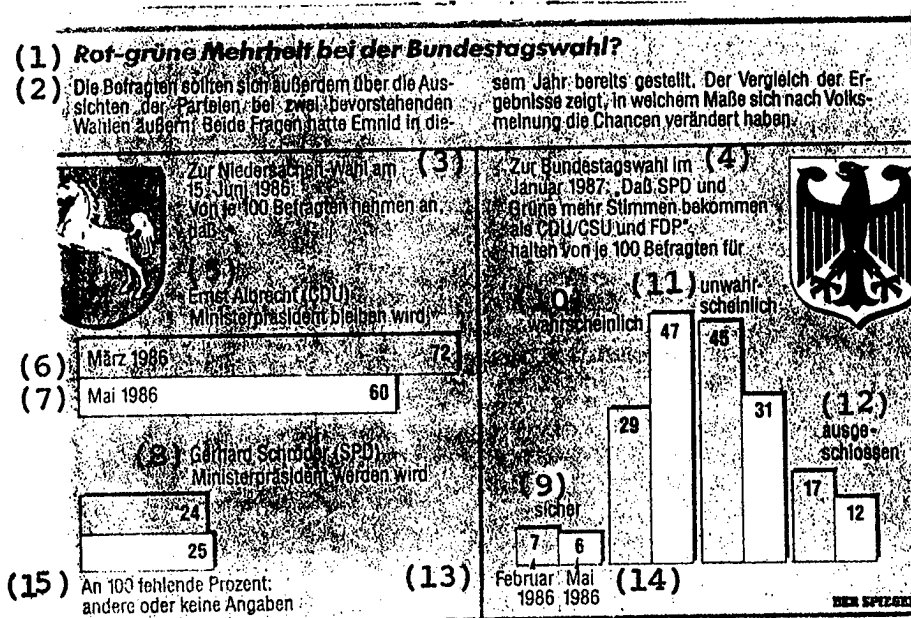 (1) Rot-grüne Mehrheit bei der Bundestagswahl?
(2) Die Befragten sollten sich außerdem über die Aus-
sichten der Parteien bei zwei bevorstehenden
Wahlen äußern. Beide Fragen hatte Emnid in die-
sem Jahr bereits gestellt. Der Vergleich der Er-
gebnisse zeigt, in welchem Maße sich nach Volks-
meinung die Chancen verändert haben.
(3)
Zur Niedersachsen-Wahl am
15. Juni 1986:
Von je 100 Befragten nehmen an,
daß
(5)
Ernst Albrecht (CDU)
Ministerpräsident bleiben wird
(6) März 1986 72
(7) Mai 1986 60
(8) Gerhard Schröder (SPD)
Ministerpräsident werden wird
24
25
(15) An 100 fehlende Prozent:
andere oder keine Angaben
(13)
(4)
Zur Bundestagswahl im
Januar 1987: „Daß SPD und
Grüne mehr Stimmen bekommen
als CDU/CSU und FDP“
halten von je 100 Befragten für
(9)
sicher
7 6
(10)
wahrscheinlich
29 47
(11) unwahr-
scheinlich
45 31
(12)
ausge-
schlossen
17 12
Februar Mai
1986 1986
(14)
DER SPIEGEL